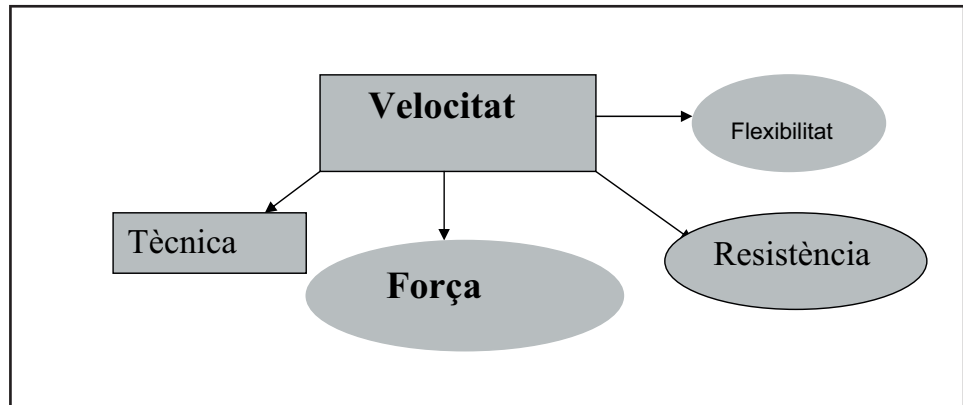 Velocitat
Flexibilitat
Tècnica
Força
Resistència